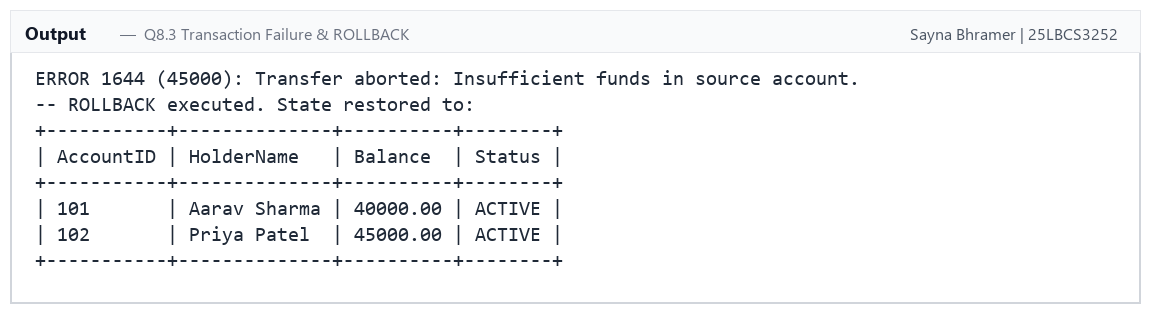 Output — Q8.3 Transaction Failure & ROLLBACK Sayna Bhramer | 25LBCS3252
ERROR 1644 (45000): Transfer aborted: Insufficient funds in source account.
-- ROLLBACK executed. State restored to:
+-----------+--------------+----------+--------+
| AccountID | HolderName   | Balance  | Status |
+-----------+--------------+----------+--------+
| 101       | Aarav Sharma | 40000.00 | ACTIVE |
| 102       | Priya Patel  | 45000.00 | ACTIVE |
+-----------+--------------+----------+--------+